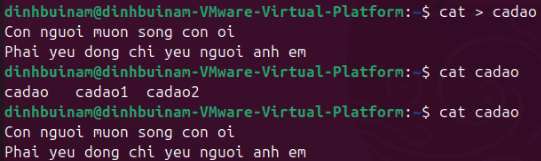 dinhbuinam@dinhbuinam-VMware-Virtual-Platform:~$ cat > cadao
Con nguoi muon song con oi
Phai yeu dong chi yeu nguoi anh em
dinhbuinam@dinhbuinam-VMware-Virtual-Platform:~$ cat cadao
cadao   cadao1  cadao2
dinhbuinam@dinhbuinam-VMware-Virtual-Platform:~$ cat cadao
Con nguoi muon song con oi
Phai yeu dong chi yeu nguoi anh em